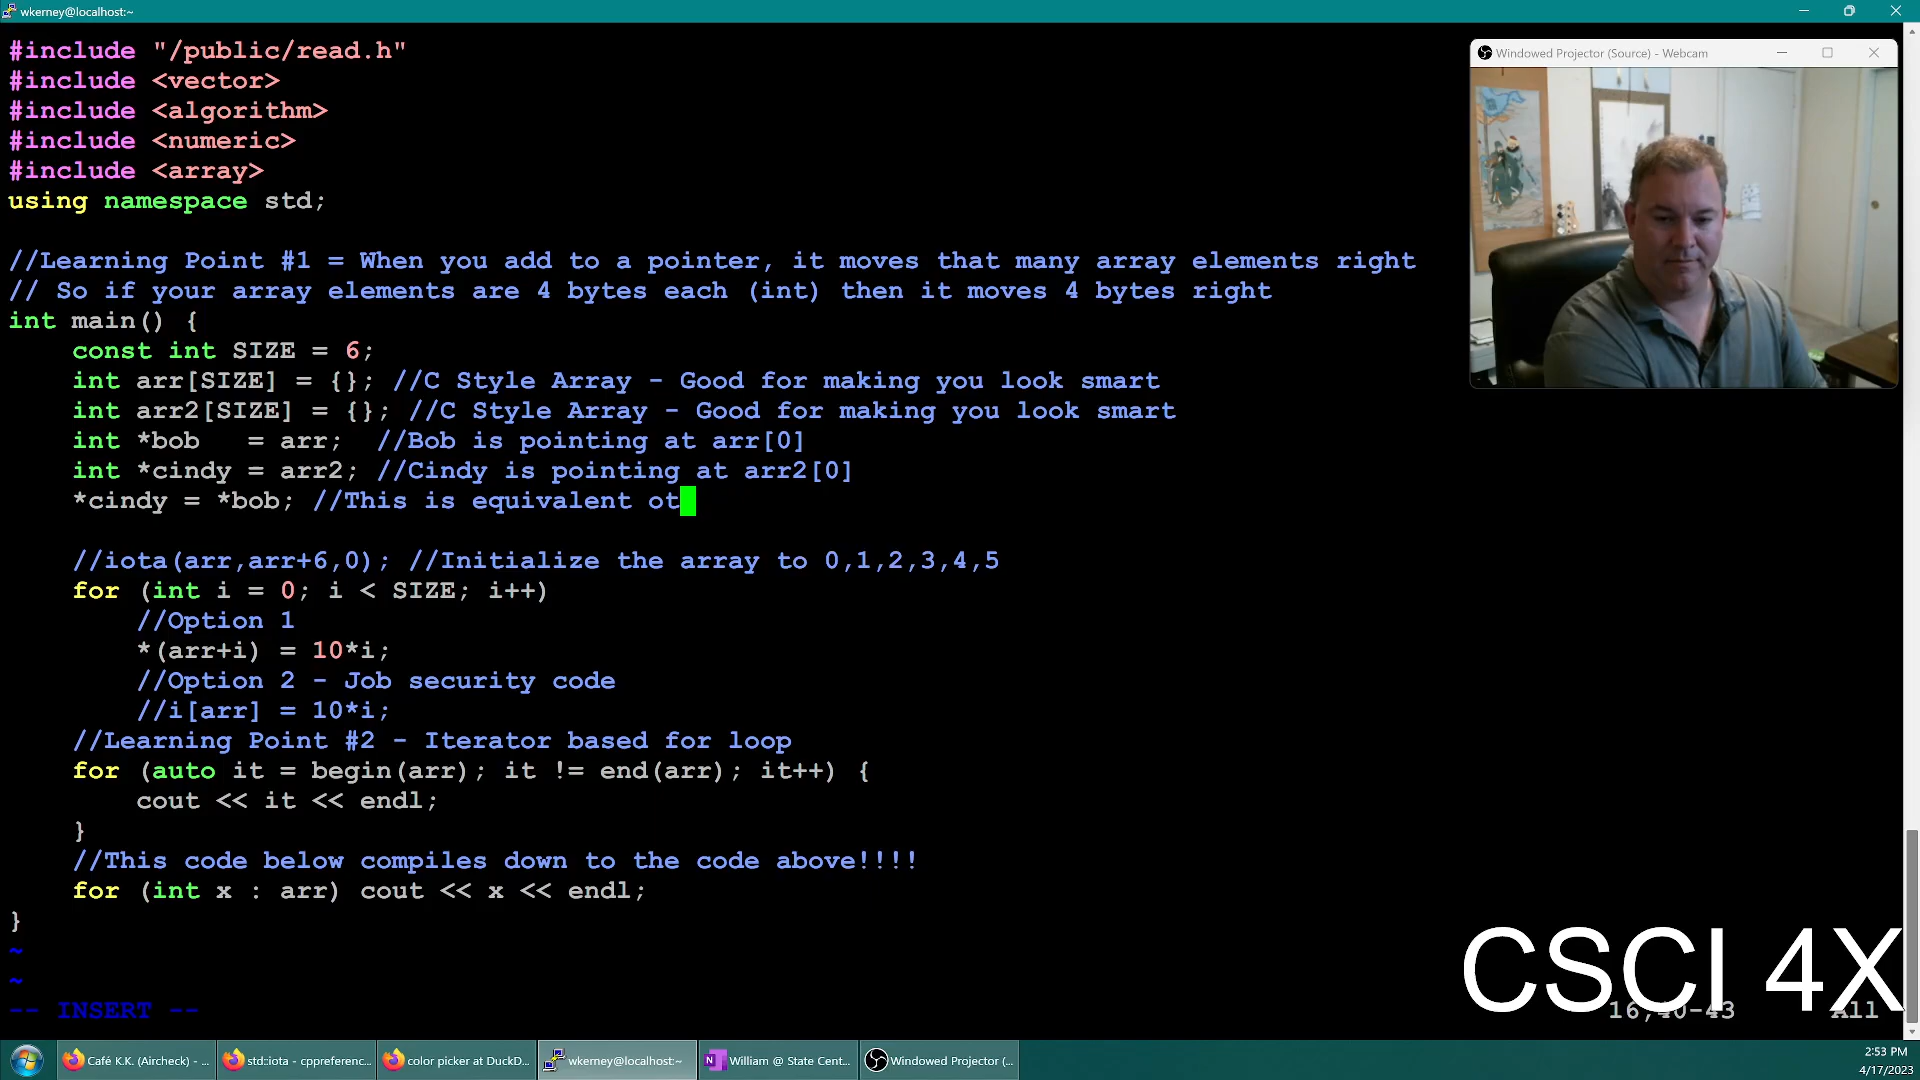 wkerney@localhost:~
#include "/public/read.h"
#include <vector>
#include <algorithm>
#include <numeric>
#include <array>
using namespace std;
//Learning Point #1 = When you add to a pointer, it moves that many array elements right
// So if your array elements are 4 bytes each (int) then it moves 4 bytes right
int main() {
const int SIZE = 6;
int arr[SIZE] = {}; //C Style Array - Good for making you look smart
int arr2[SIZE] = {}; //C Style Array - Good for making you look smart
int *bob   = arr;  //Bob is pointing at arr[0]
int *cindy = arr2; //Cindy is pointing at arr2[0]
*cindy = *bob; //This is equivalent ot
//iota(arr,arr+6,0); //Initialize the array to 0,1,2,3,4,5
for (int i = 0; i < SIZE; i++)
//Option 1
*(arr+i) = 10*i;
//Option 2 - Job security code
//i[arr] = 10*i;
//Learning Point #2 - Iterator based for loop
for (auto it = begin(arr); it != end(arr); it++) {
cout << it << endl;
}
//This code below compiles down to the code above!!!!
for (int x : arr) cout << x << endl;
}
~
~
-- INSERT --
16,40-43
All
Windowed Projector (Source) - Webcam
CSCI 4X
Café K.K. (Aircheck) - ...
std::iota - cppreferenc...
color picker at DuckD...
wkerney@localhost:~
William @ State Cent...
Windowed Projector (...
2:53 PM
4/17/2023